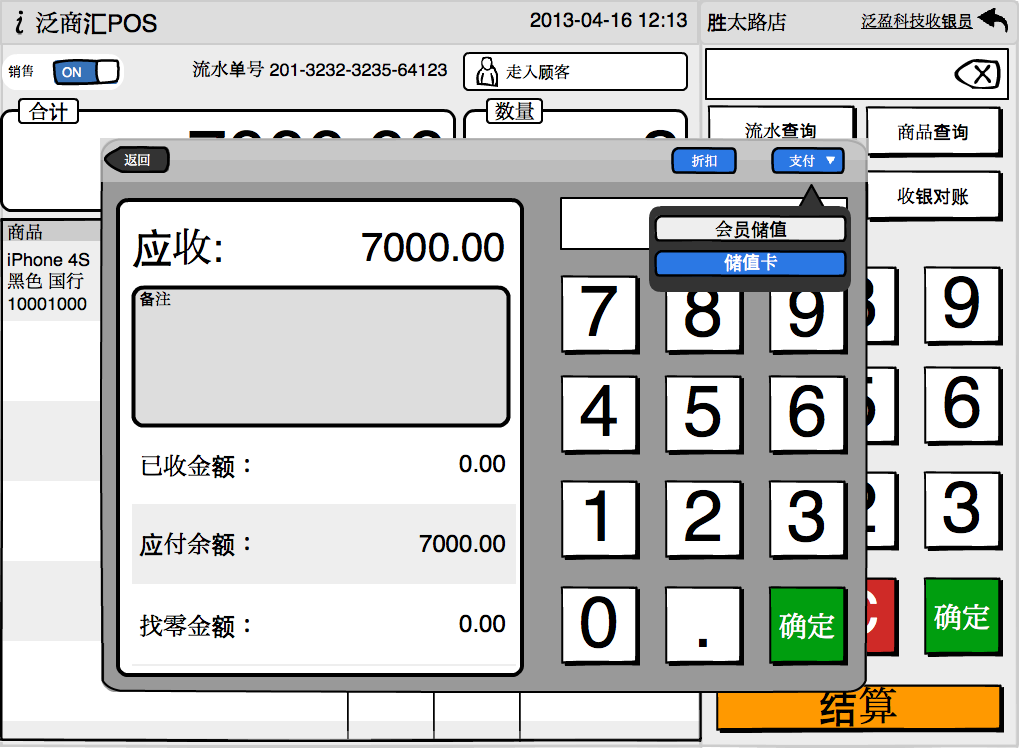 i 泛商汇POS
2013-04-16 12:13
胜太路店
泛盈科技收银员
销售
ON
流水单号 201-3232-3235-64123
走入顾客
X
合计
数量
流水查询
商品查询
返回
折扣
支付 ▼
收银对账
会员储值
储值卡
商品
iPhone 4S
黑色 国行
10001000
应收: 7000.00
备注
已收金额： 0.00
应付余额： 7000.00
找零金额： 0.00
7 8 9
4 5 6
1 2 3
0 . 确定
9
6
3
C 确定
结算